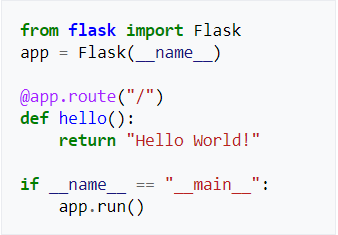 from flask import Flask
app = Flask(__name__)

@app.route("/")
def hello():
    return "Hello World!"

if __name__ == "__main__":
    app.run()